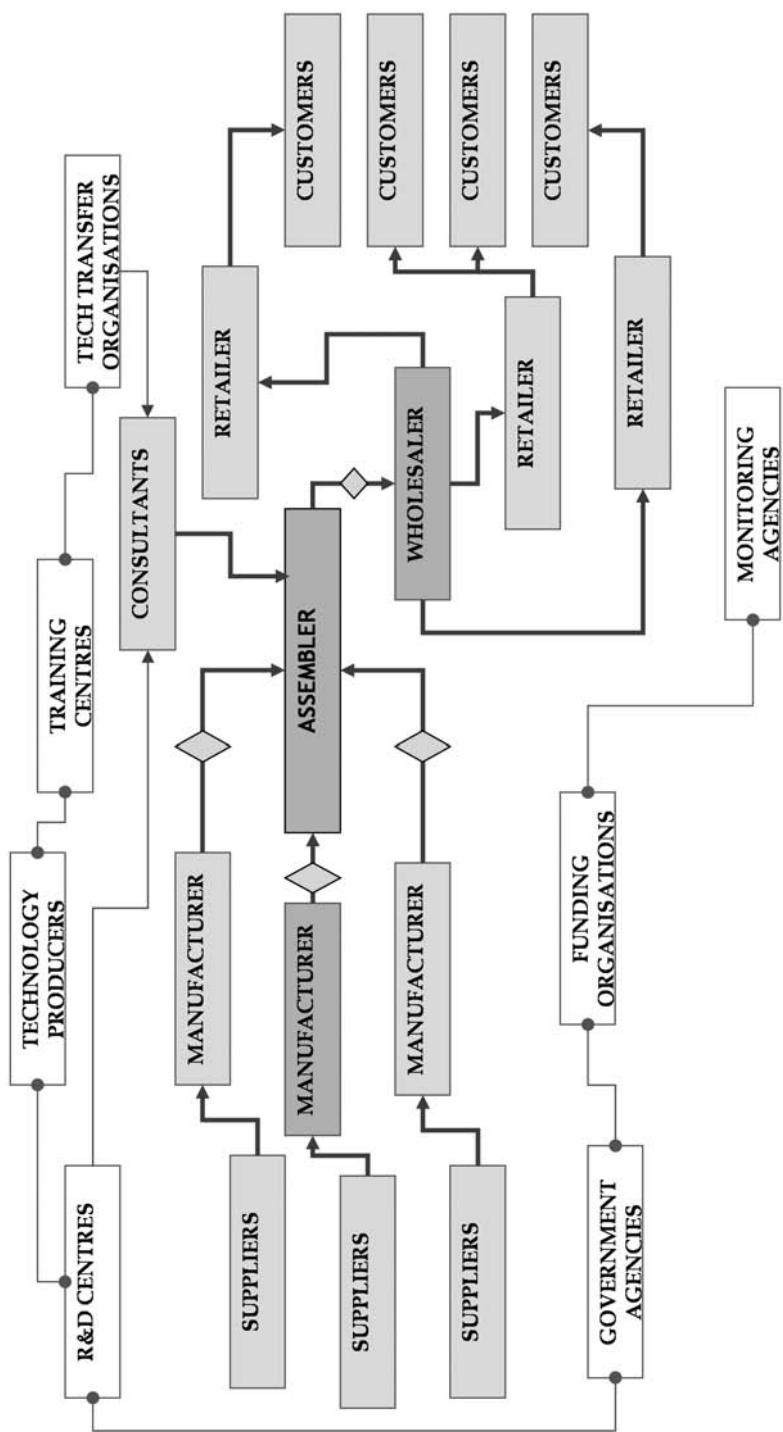 TECHNOLOGY
PRODUCERS
R&D CENTRES
TRAINING
CENTRES
TECH TRANSFER
ORGANISATIONS
CONSULTANTS
SUPPLIERS
MANUFACTURER
RETAILER
CUSTOMERS
SUPPLIERS
MANUFACTURER
ASSEMBLER
CUSTOMERS
SUPPLIERS
MANUFACTURER
WHOLESALER
CUSTOMERS
RETAILER
CUSTOMERS
RETAILER
GOVERNMENT
AGENCIES
FUNDING
ORGANISATIONS
MONITORING
AGENCIES